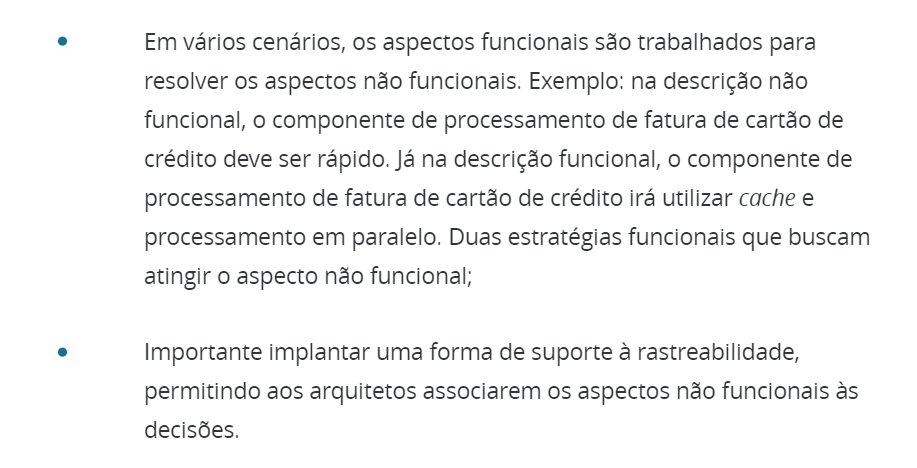 Em vários cenários, os aspectos funcionais são trabalhados para
resolver os aspectos não funcionais. Exemplo: na descrição não
funcional, o componente de processamento de fatura de cartão de
crédito deve ser rápido. Já na descrição funcional, o componente de
processamento de fatura de cartão de crédito irá utilizar cache e
processamento em paralelo. Duas estratégias funcionais que buscam
atingir o aspecto não funcional;
Importante implantar uma forma de suporte à rastreabilidade,
permitindo aos arquitetos associarem os aspectos não funcionais às
decisões.